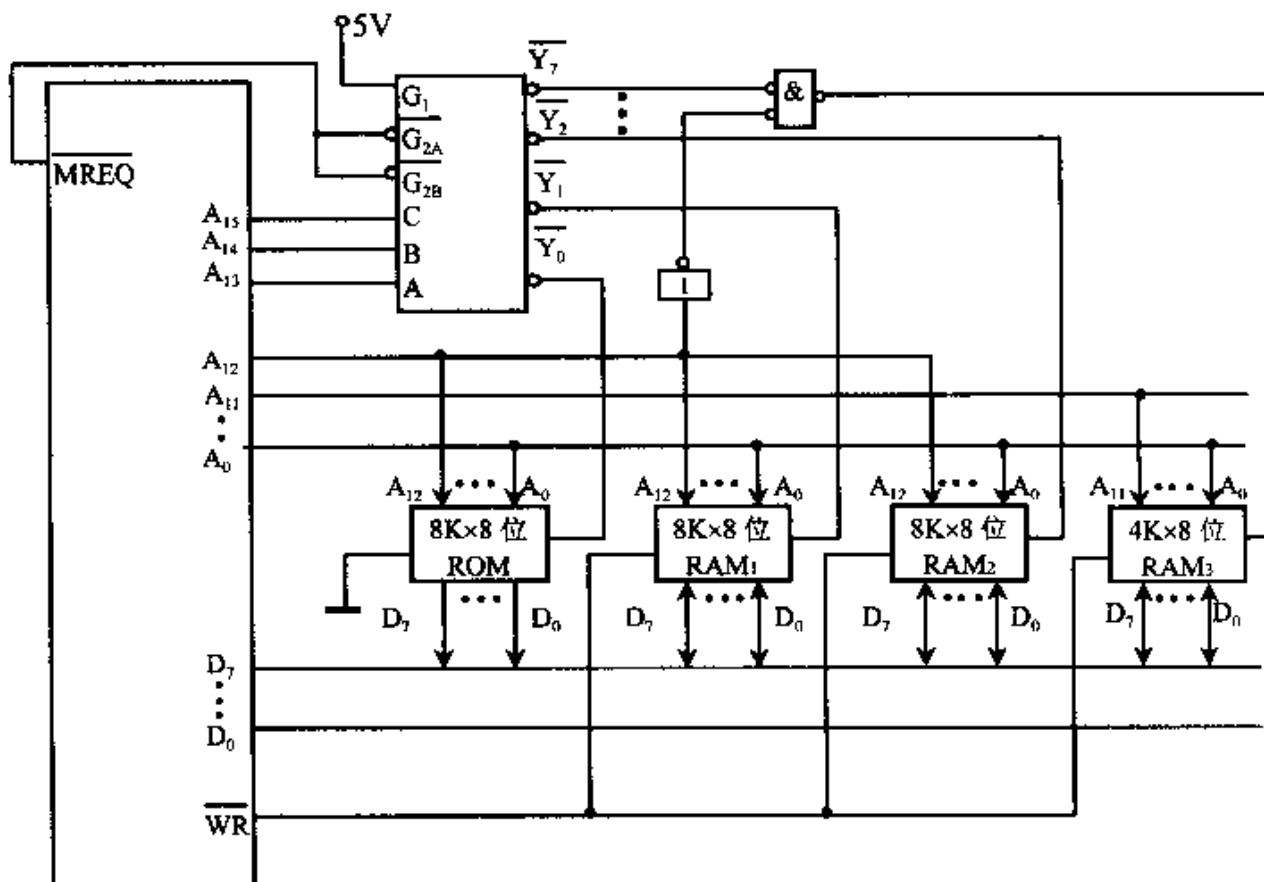 5V
G₁
G₂A
G₂B
C
B
A
Y₇
Y₂
Y₁
Y₀
&
MREQ
A₁₅
A₁₄
A₁₃
1
A₁₂
A₁₁
A₀
A₁₂ ••• A₀
A₁₂ ••• A₀
A₁₂ ••• A₀
A₁₁ ••• A₀
8K×8 位
ROM
8K×8 位
RAM₁
8K×8 位
RAM₂
4K×8 位
RAM₃
D₇ ••• D₀
D₇ ••• D₀
D₇ ••• D₀
D₇ ••• D₀
D₇
D₀
WR